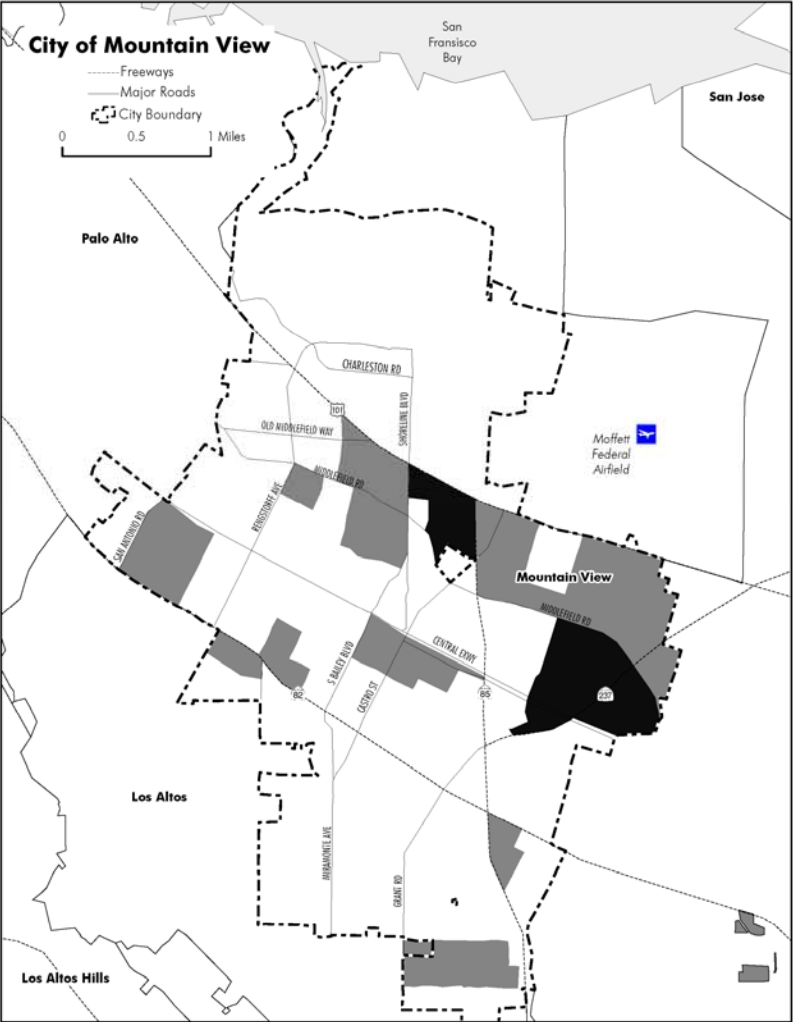 City of Mountain View
Freeways
Major Roads
City Boundary
0 0.5 1 Miles
San
Fransisco
Bay
San Jose
Palo Alto
CHARLESTON RD
SHORELINE BLVD
101
OLD MIDDLEFIELD WAY
Moffett
Federal
Airfield
MIDDLEFIELD RD
RENGSTORFF AVE
SAN ANTONIO RD
Mountain View
MIDDLEFIELD RD
CENTRAL EXWY
S BAILEY BLVD
CASTRO ST
85
237
Los Altos
MIRAMONTE AVE
GRANT RD
Los Altos Hills